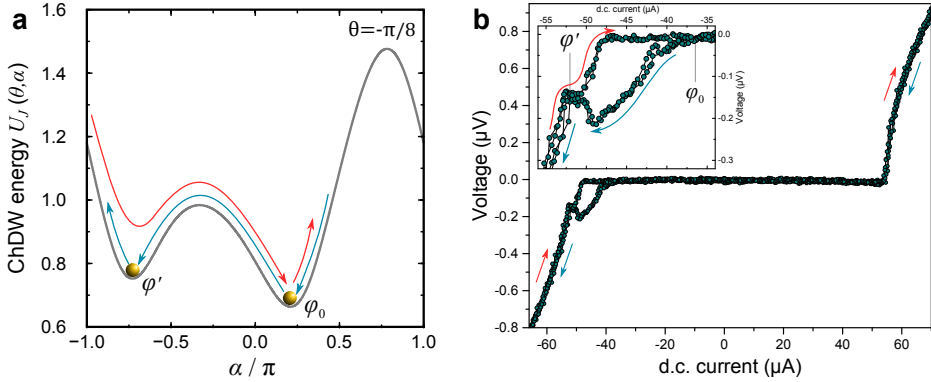 a
θ=-π/8
ChDW energy U_J (θ,α)
1.6
1.4
1.2
1.0
0.8
0.6
φ′
φ₀
−1.0
−0.5
0.0
0.5
1.0
α / π
b
d.c. current (µA)
-55
-50
-45
-40
-35
φ′
φ₀
0.0
-0.1
-0.2
-0.3
Voltage (µV)
Voltage (µV)
0.8
0.6
0.4
0.2
0.0
-0.2
-0.4
-0.6
-0.8
-60
-40
-20
0
20
40
60
d.c. current (µA)